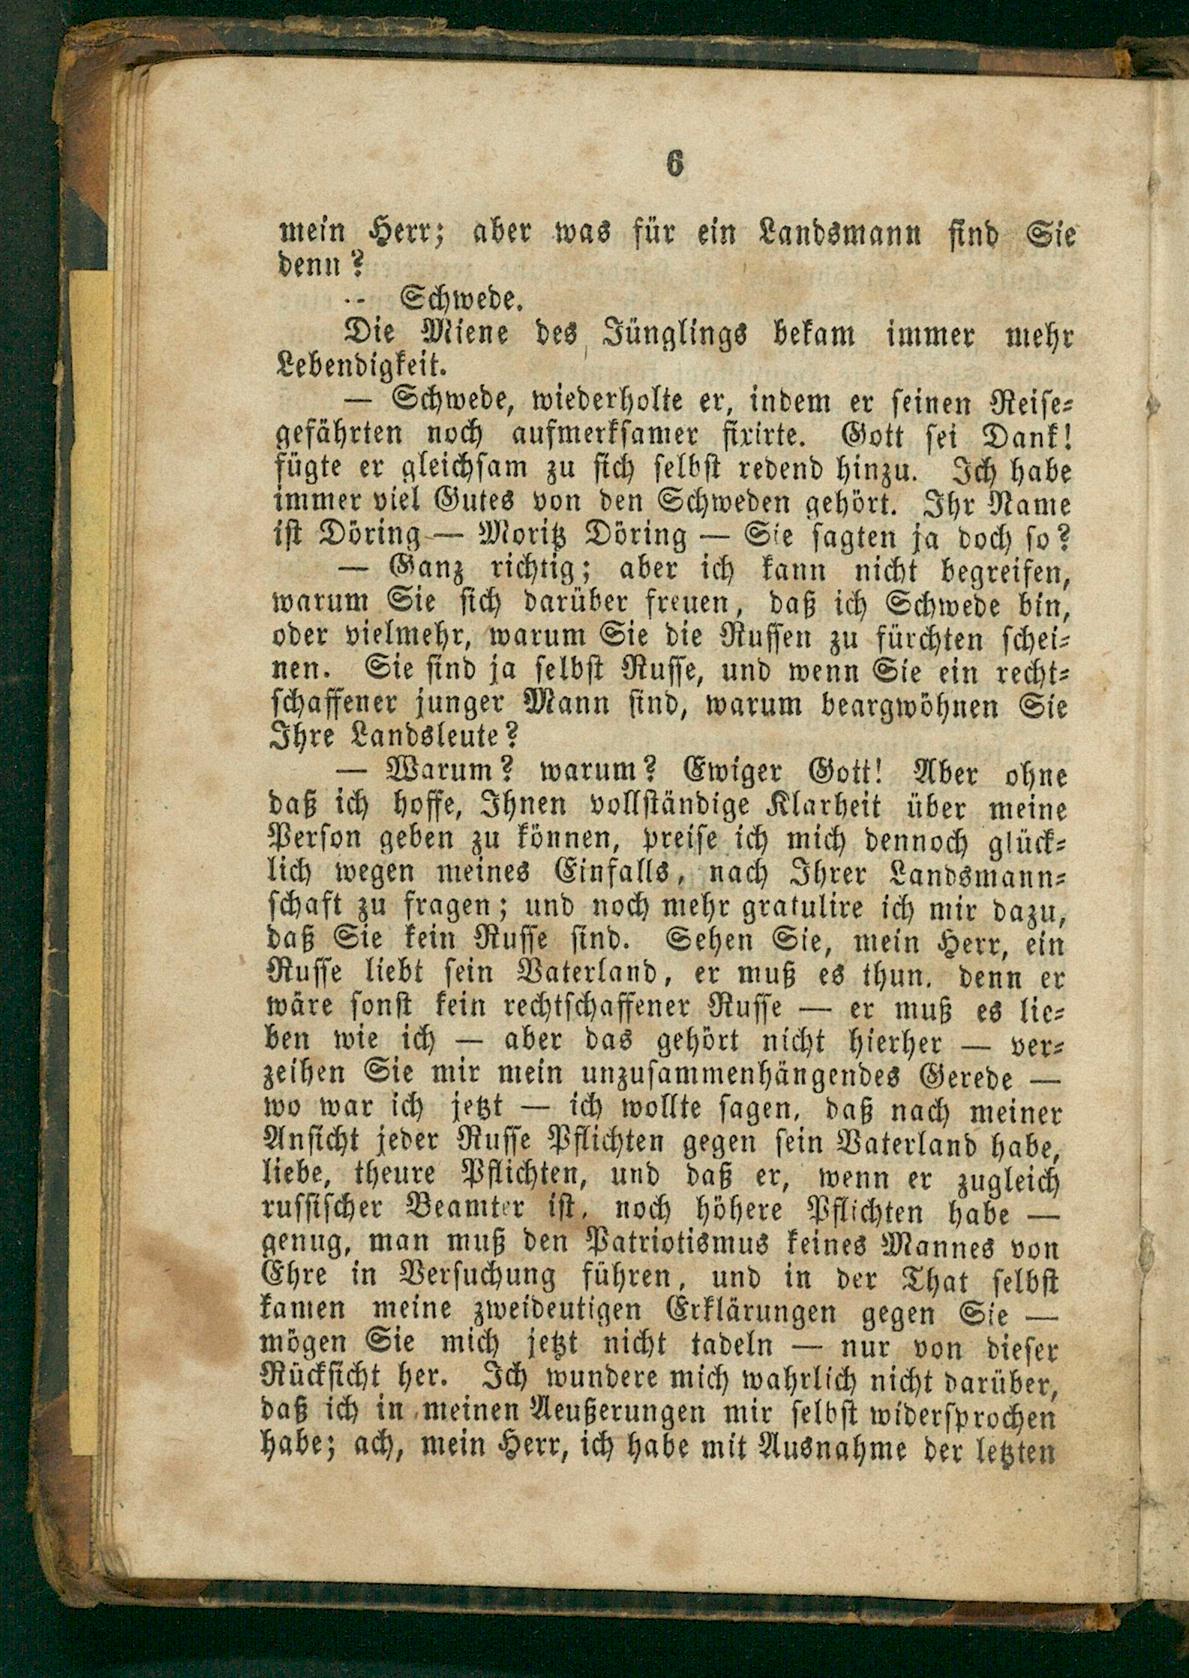 6
mein Herr; aber was für ein Landsmann sind Sie
denn?
-- Schwede.
Die Miene des Jünglings bekam immer mehr
Lebendigkeit.
— Schwede, wiederholte er, indem er seinen Reise-
gefährten noch aufmerksamer fixirte. Gott sei Dank!
fügte er gleichsam zu sich selbst redend hinzu. Ich habe
immer viel Gutes von den Schweden gehört. Ihr Name
ist Döring — Moritz Döring — Sie sagten ja doch so?
— Ganz richtig; aber ich kann nicht begreifen,
warum Sie sich darüber freuen, daß ich Schwede bin,
oder vielmehr, warum Sie die Russen zu fürchten schei-
nen. Sie sind ja selbst Russe, und wenn Sie ein recht-
schaffener junger Mann sind, warum beargwöhnen Sie
Ihre Landsleute?
— Warum? warum? Ewiger Gott! Aber ohne
daß ich hoffe, Ihnen vollständige Klarheit über meine
Person geben zu können, preise ich mich dennoch glück-
lich wegen meines Einfalls, nach Ihrer Landsmann-
schaft zu fragen; und noch mehr gratulire ich mir dazu,
daß Sie kein Russe sind. Sehen Sie, mein Herr, ein
Russe liebt sein Vaterland, er muß es thun. denn er
wäre sonst kein rechtschaffener Russe — er muß es lie-
ben wie ich — aber das gehört nicht hierher — ver-
zeihen Sie mir mein unzusammenhängendes Gerede —
wo war ich jetzt — ich wollte sagen, daß nach meiner
Ansicht jeder Russe Pflichten gegen sein Vaterland habe,
liebe, theure Pflichten, und daß er, wenn er zugleich
russischer Beamter ist, noch höhere Pflichten habe —
genug, man muß den Patriotismus keines Mannes von
Ehre in Versuchung führen, und in der That selbst
kamen meine zweideutigen Erklärungen gegen Sie —
mögen Sie mich jetzt nicht tadeln — nur von dieser
Rücksicht her. Ich wundere mich wahrlich nicht darüber,
daß ich in meinen Aeußerungen mir selbst widersprochen
habe; ach, mein Herr, ich habe mit Ausnahme der letzten